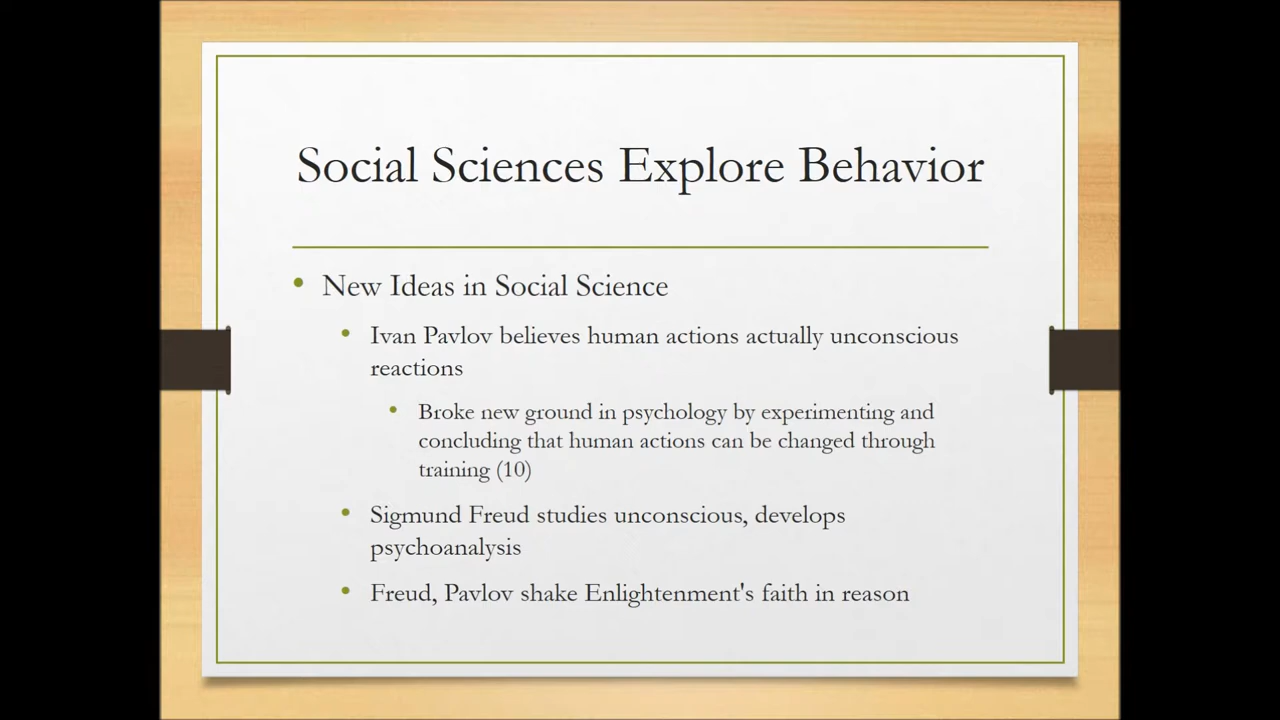 Social Sciences Explore Behavior
New Ideas in Social Science
Ivan Pavlov believes human actions actually unconscious
reactions
Broke new ground in psychology by experimenting and
concluding that human actions can be changed through
training (10)
Sigmund Freud studies unconscious, develops
psychoanalysis
Freud, Pavlov shake Enlightenment's faith in reason